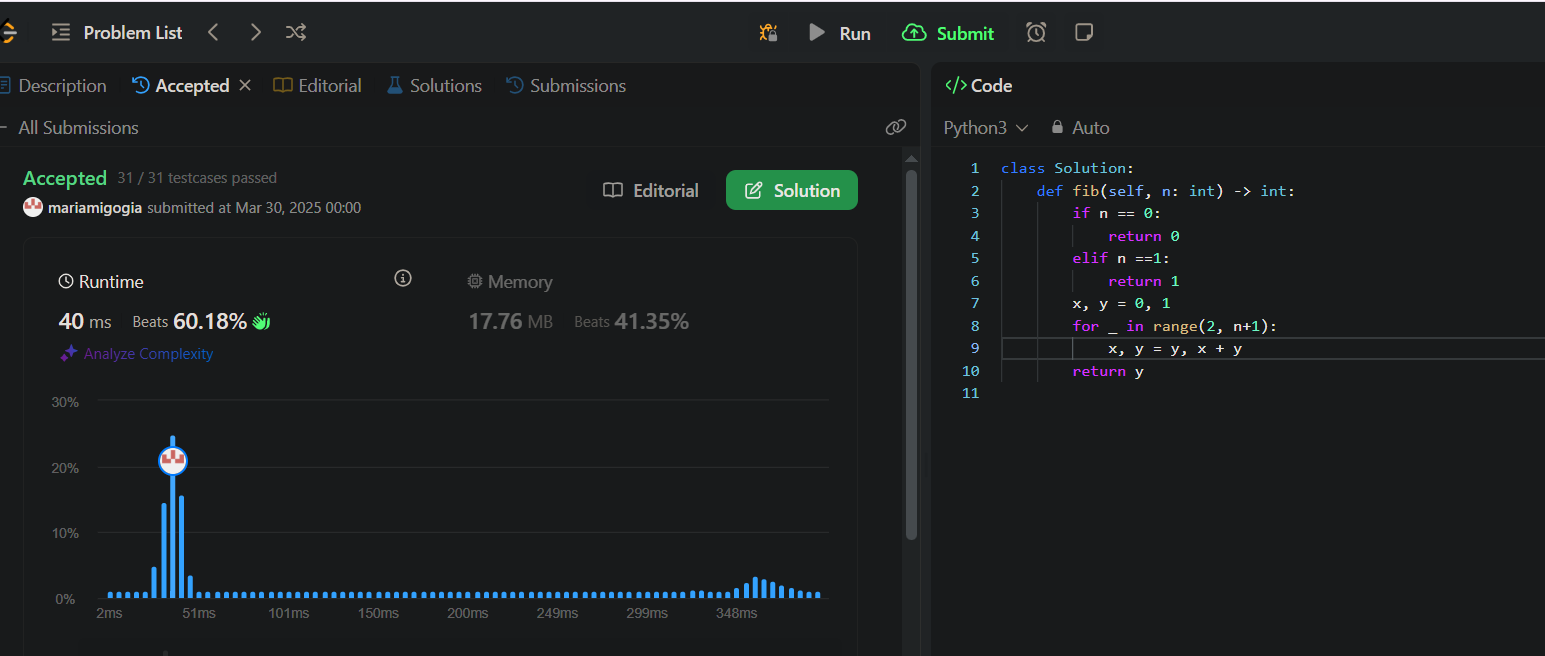 Problem List
Run
Submit
Description
Accepted
Editorial
Solutions
Submissions
All Submissions
Accepted 31 / 31 testcases passed
mariamigogia submitted at Mar 30, 2025 00:00
Editorial
Solution
Runtime
40 ms Beats 60.18%
Analyze Complexity
Memory
17.76 MB Beats 41.35%
30%
20%
10%
0%
2ms 51ms 101ms 150ms 200ms 249ms 299ms 348ms
</> Code
Python3
Auto
1 class Solution:
2     def fib(self, n: int) -> int:
3         if n == 0:
4             return 0
5         elif n ==1:
6             return 1
7         x, y = 0, 1
8         for _ in range(2, n+1):
9             x, y = y, x + y
10         return y
11